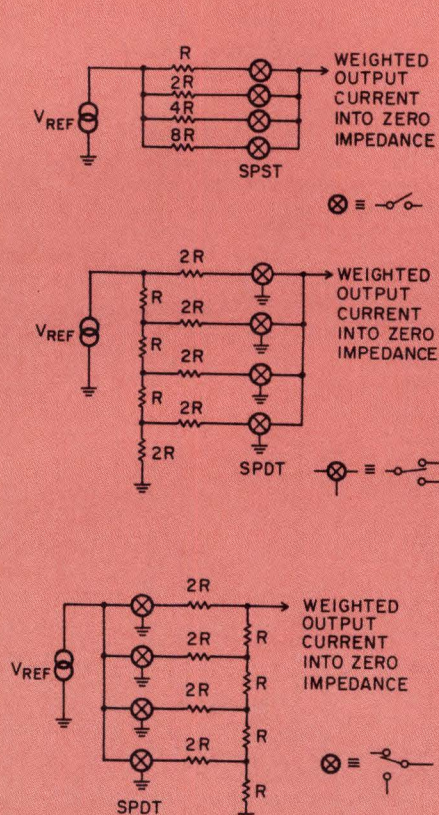 R
2R
4R
8R
VREF
SPST
WEIGHTED
OUTPUT
CURRENT
INTO ZERO
IMPEDANCE
≡
2R
R
2R
R
2R
R
2R
2R
VREF
SPDT
WEIGHTED
OUTPUT
CURRENT
INTO ZERO
IMPEDANCE
≡
2R
R
2R
R
2R
R
2R
R
VREF
SPDT
WEIGHTED
OUTPUT
CURRENT
INTO ZERO
IMPEDANCE
≡